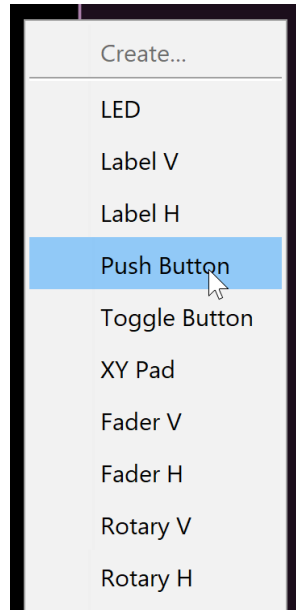 Create...
LED
Label V
Label H
Push Button
Toggle Button
XY Pad
Fader V
Fader H
Rotary V
Rotary H